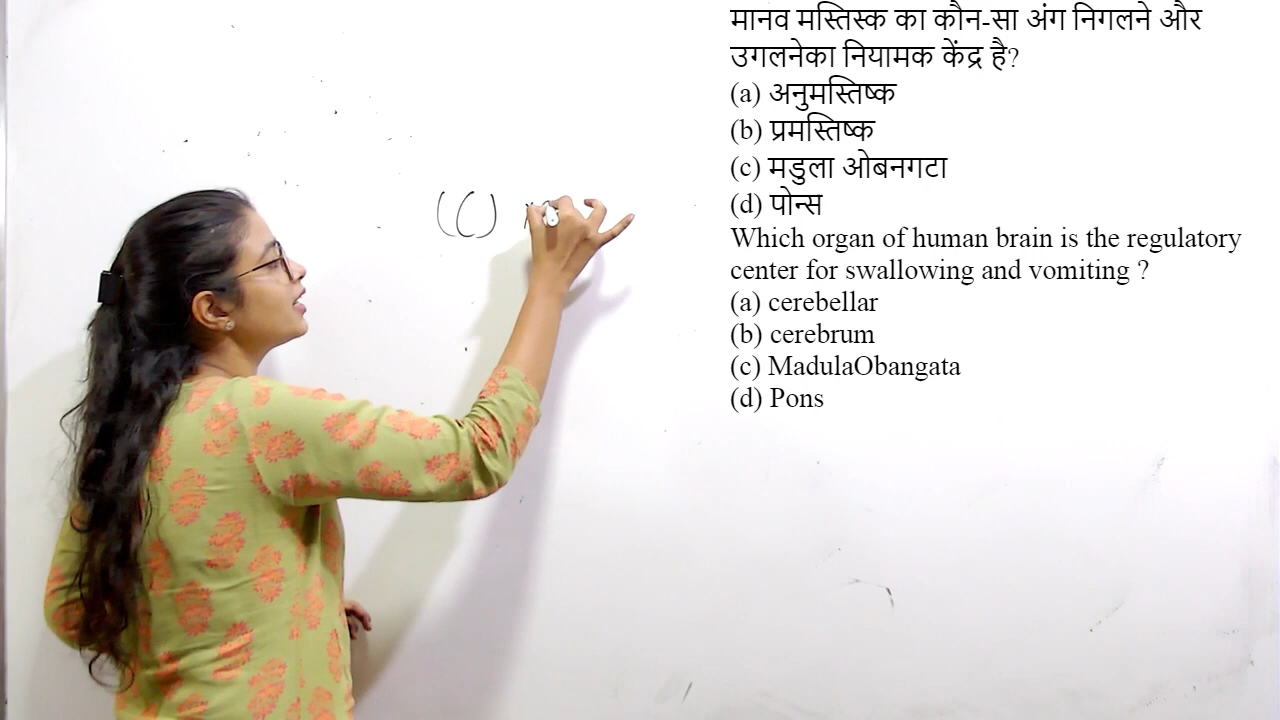 मानव मस्तिस्क का कौन-सा अंग निगलने और
उगलनेका नियामक केंद्र है?
(a) अनुमस्तिष्क
(b) प्रमस्तिष्क
(c) मडुला ओबनगटा
(d) पोन्स
Which organ of human brain is the regulatory
center for swallowing and vomiting ?
(a) cerebellar
(b) cerebrum
(c) MadulaObangata
(d) Pons
(C)